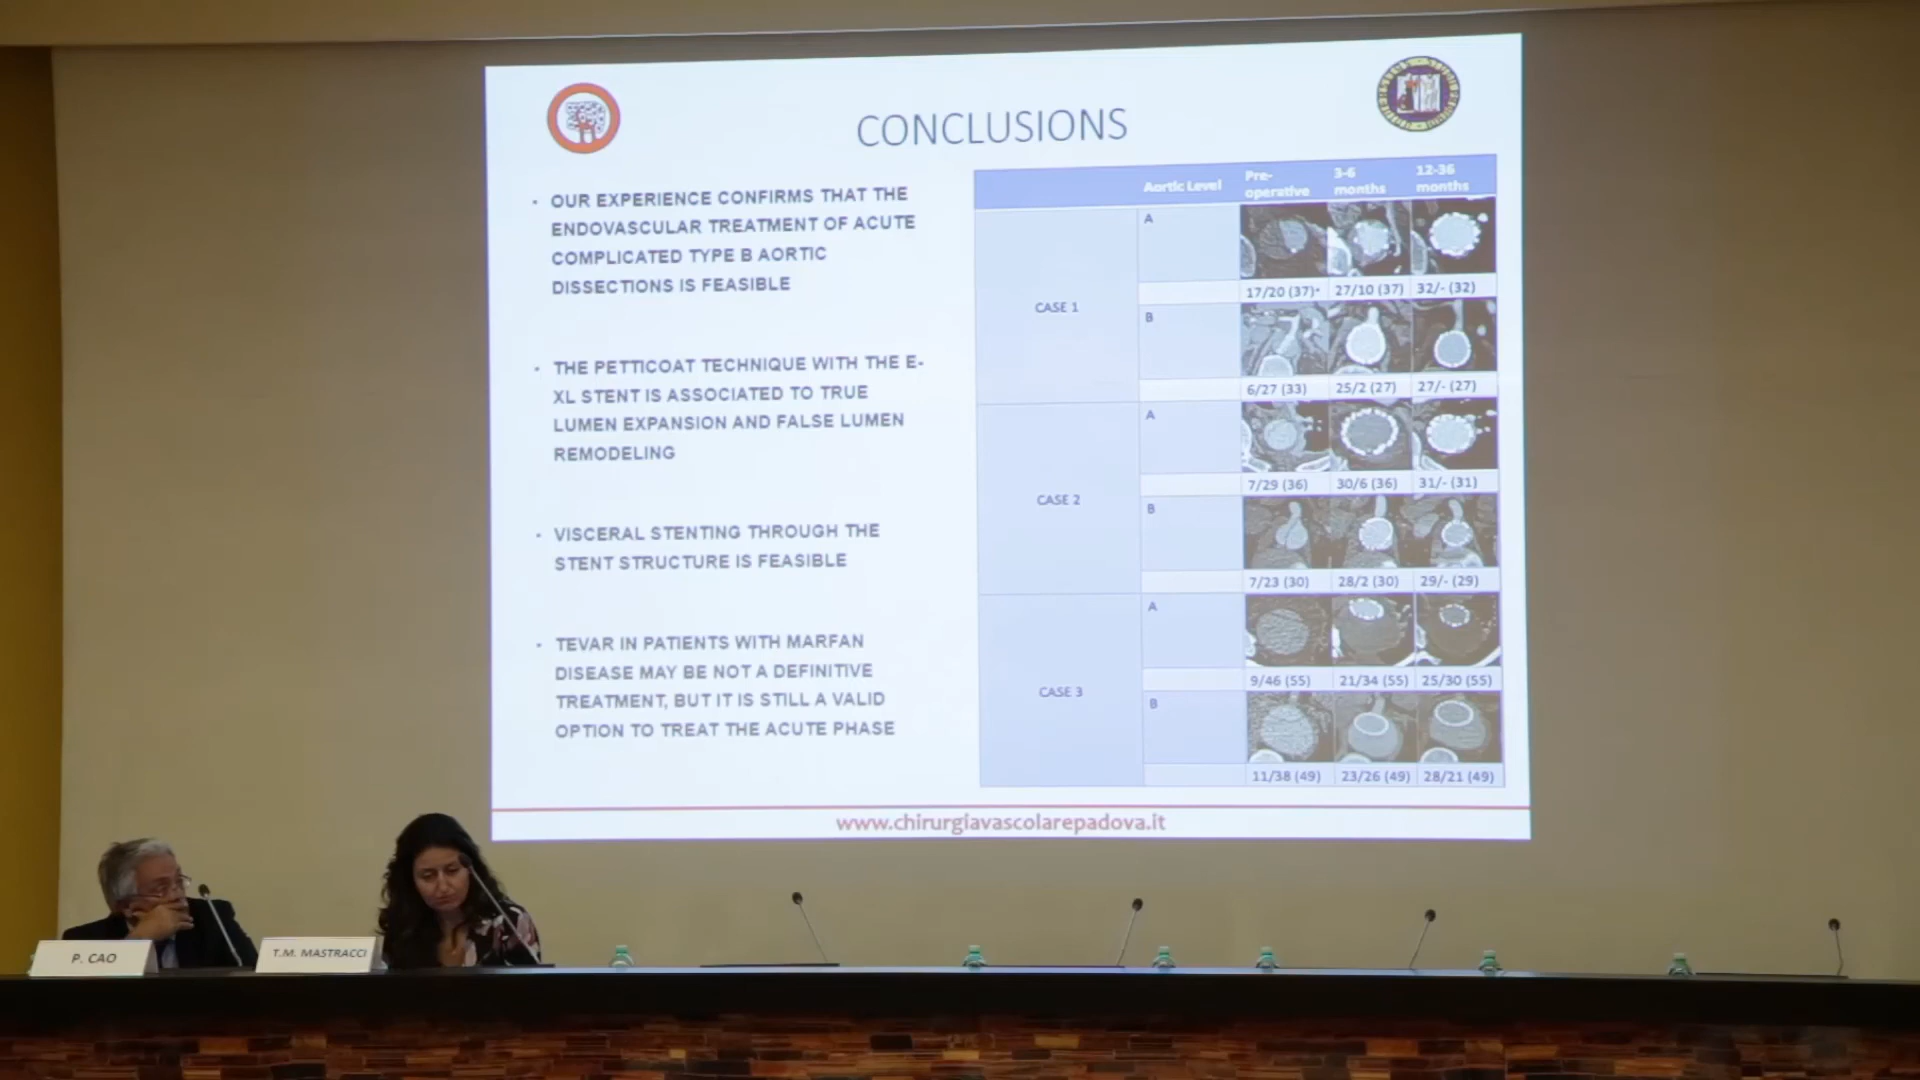 CONCLUSIONS
• OUR EXPERIENCE CONFIRMS THAT THE
ENDOVASCULAR TREATMENT OF ACUTE
COMPLICATED TYPE B AORTIC
DISSECTIONS IS FEASIBLE
• THE PETTICOAT TECHNIQUE WITH THE E-
XL STENT IS ASSOCIATED TO TRUE
LUMEN EXPANSION AND FALSE LUMEN
REMODELING
• VISCERAL STENTING THROUGH THE
STENT STRUCTURE IS FEASIBLE
• TEVAR IN PATIENTS WITH MARFAN
DISEASE MAY BE NOT A DEFINITIVE
TREATMENT, BUT IT IS STILL A VALID
OPTION TO TREAT THE ACUTE PHASE
Aortic Level Pre-operative 3-6 months 12-36 months
CASE 1
A
17/20 (37)* 27/10 (37) 32/- (32)
B
6/27 (33) 25/2 (27) 27/- (27)
CASE 2
A
7/29 (36) 30/6 (36) 31/- (31)
B
7/23 (30) 28/2 (30) 29/- (29)
CASE 3
A
9/46 (55) 21/34 (55) 25/30 (55)
B
11/38 (49) 23/26 (49) 28/21 (49)
www.chirurgiavascolarepadova.it
P. CAO
T.M. MASTRACCI